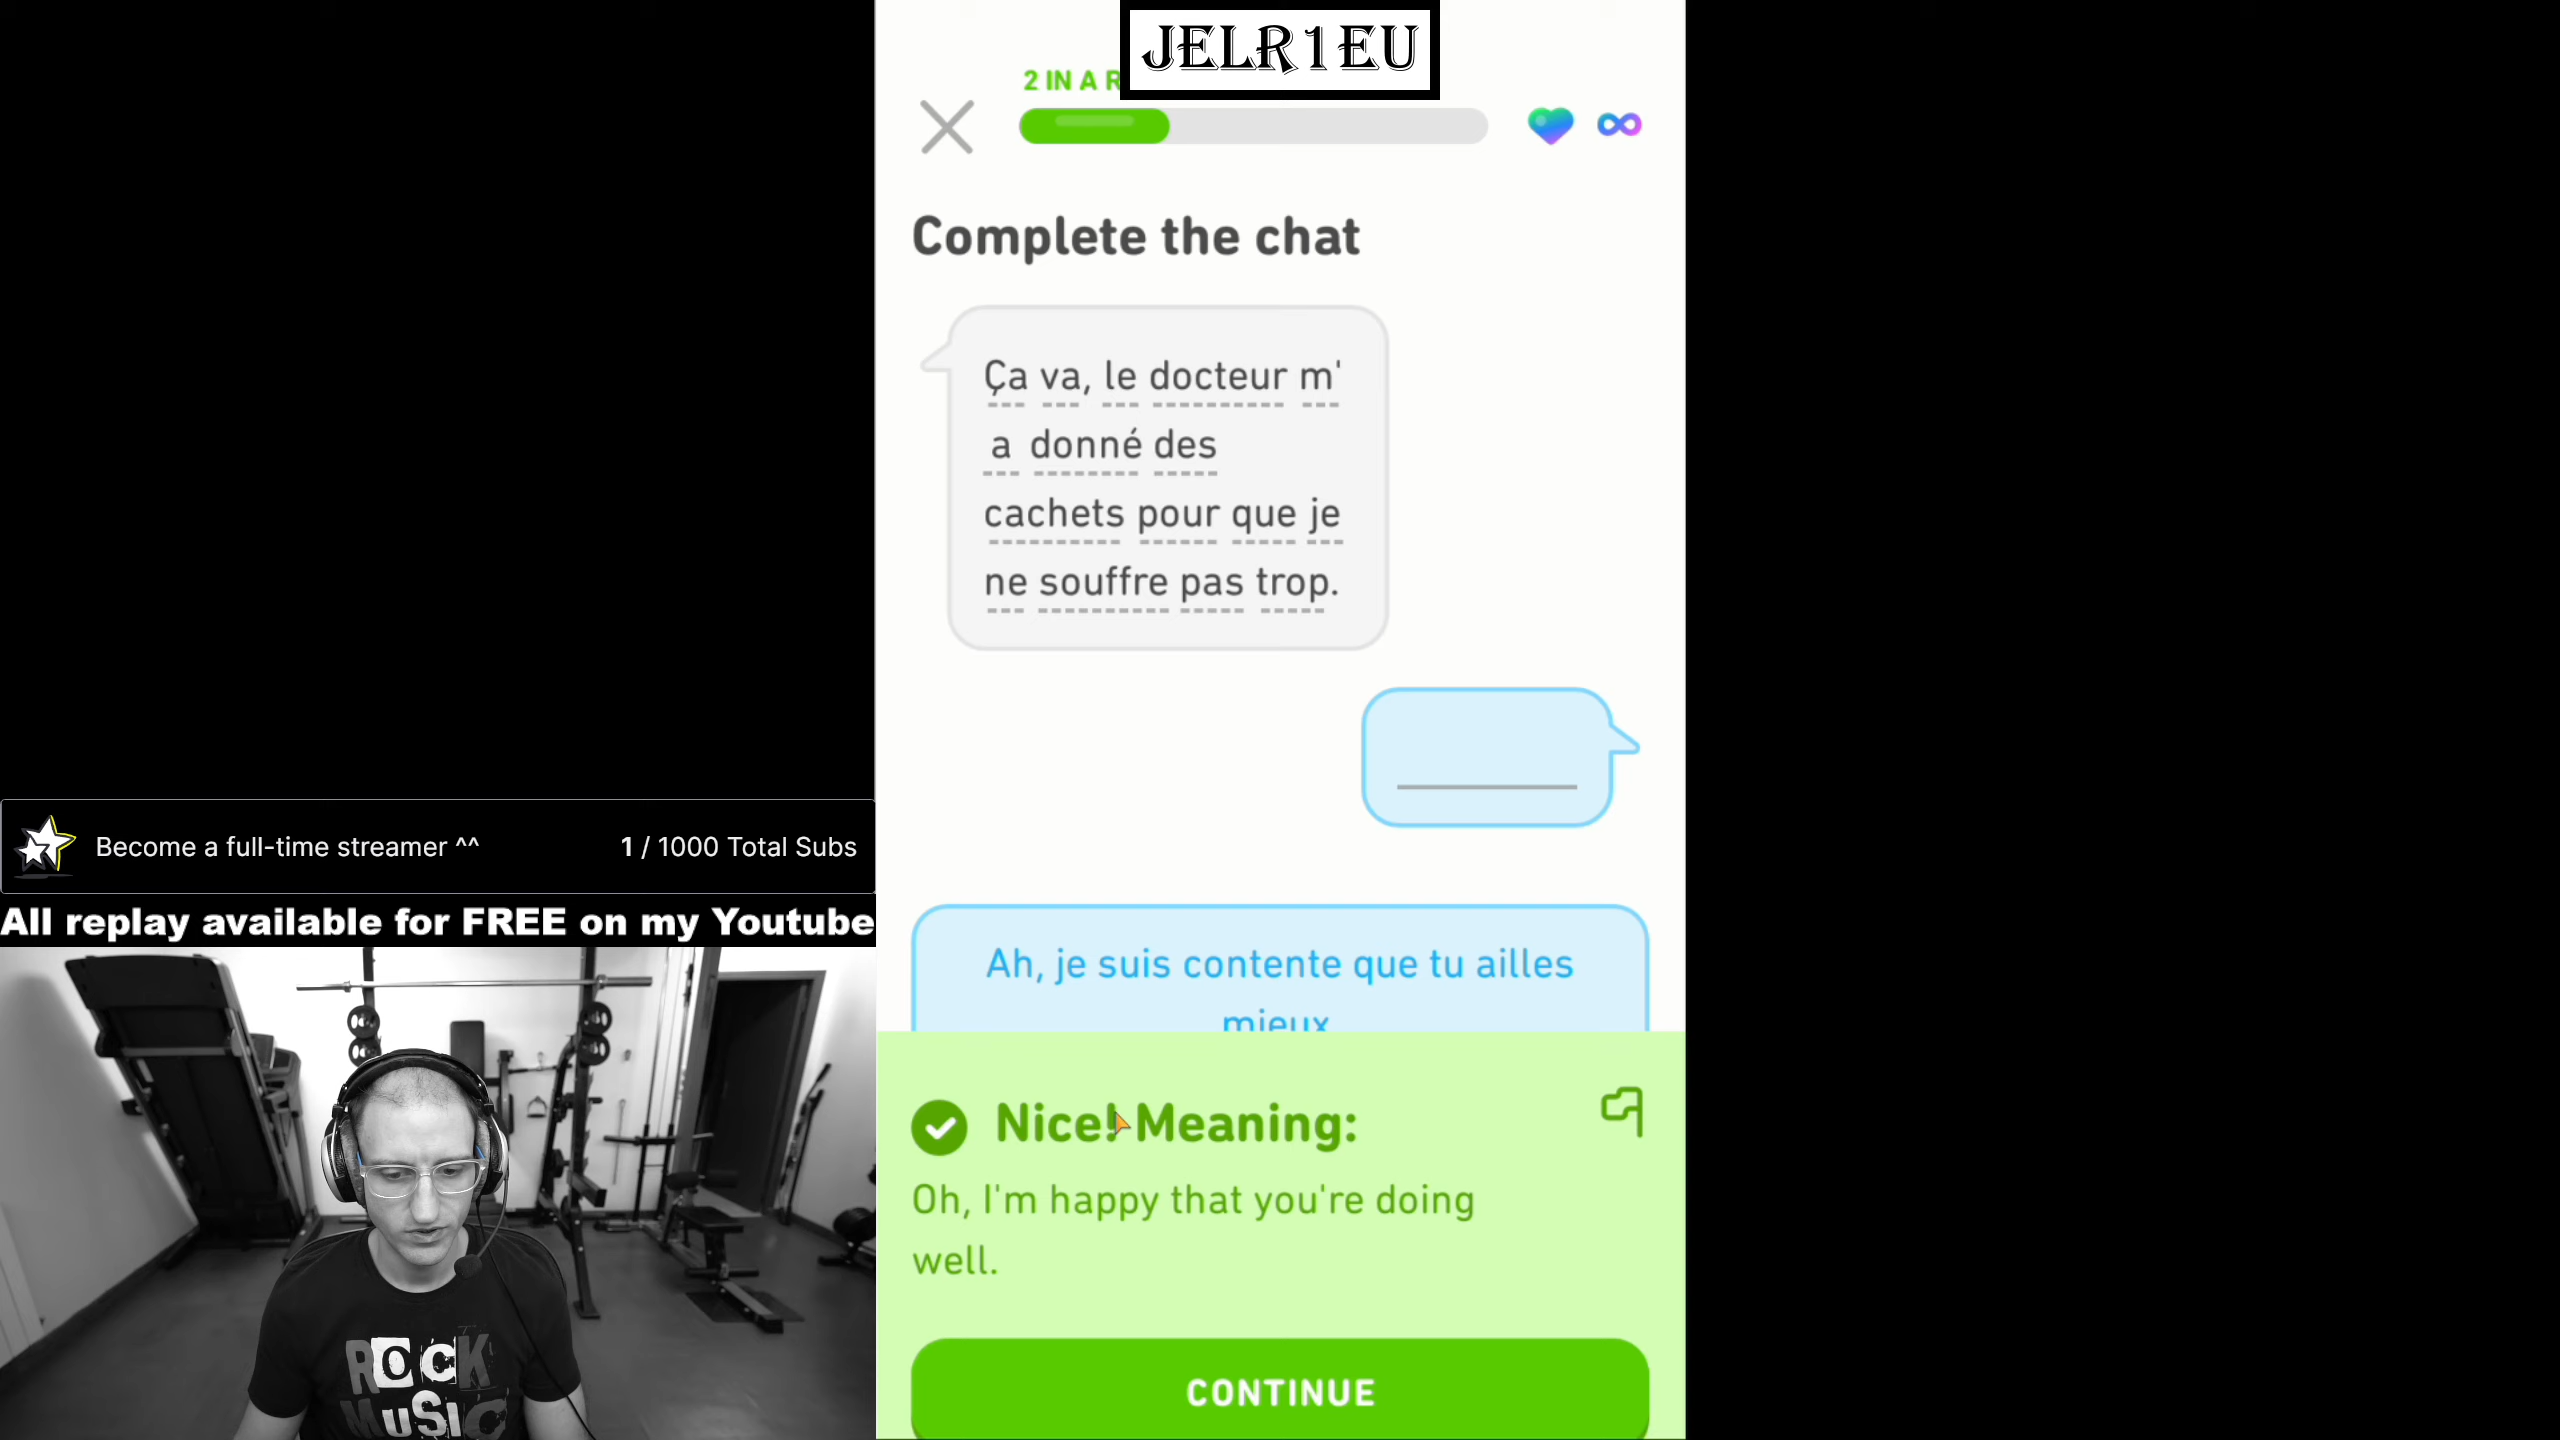 JELR1EU
2 IN A R
Complete the chat
Ça va, le docteur m'
a donné des
cachets pour que je
ne souffre pas trop.
Ah, je suis contente que tu ailles
mieux
Nice! Meaning:
Oh, I'm happy that you're doing
well.
CONTINUE
Become a full-time streamer ^^
1 / 1000 Total Subs
All replay available for FREE on my Youtube
ROCK
MUSIC